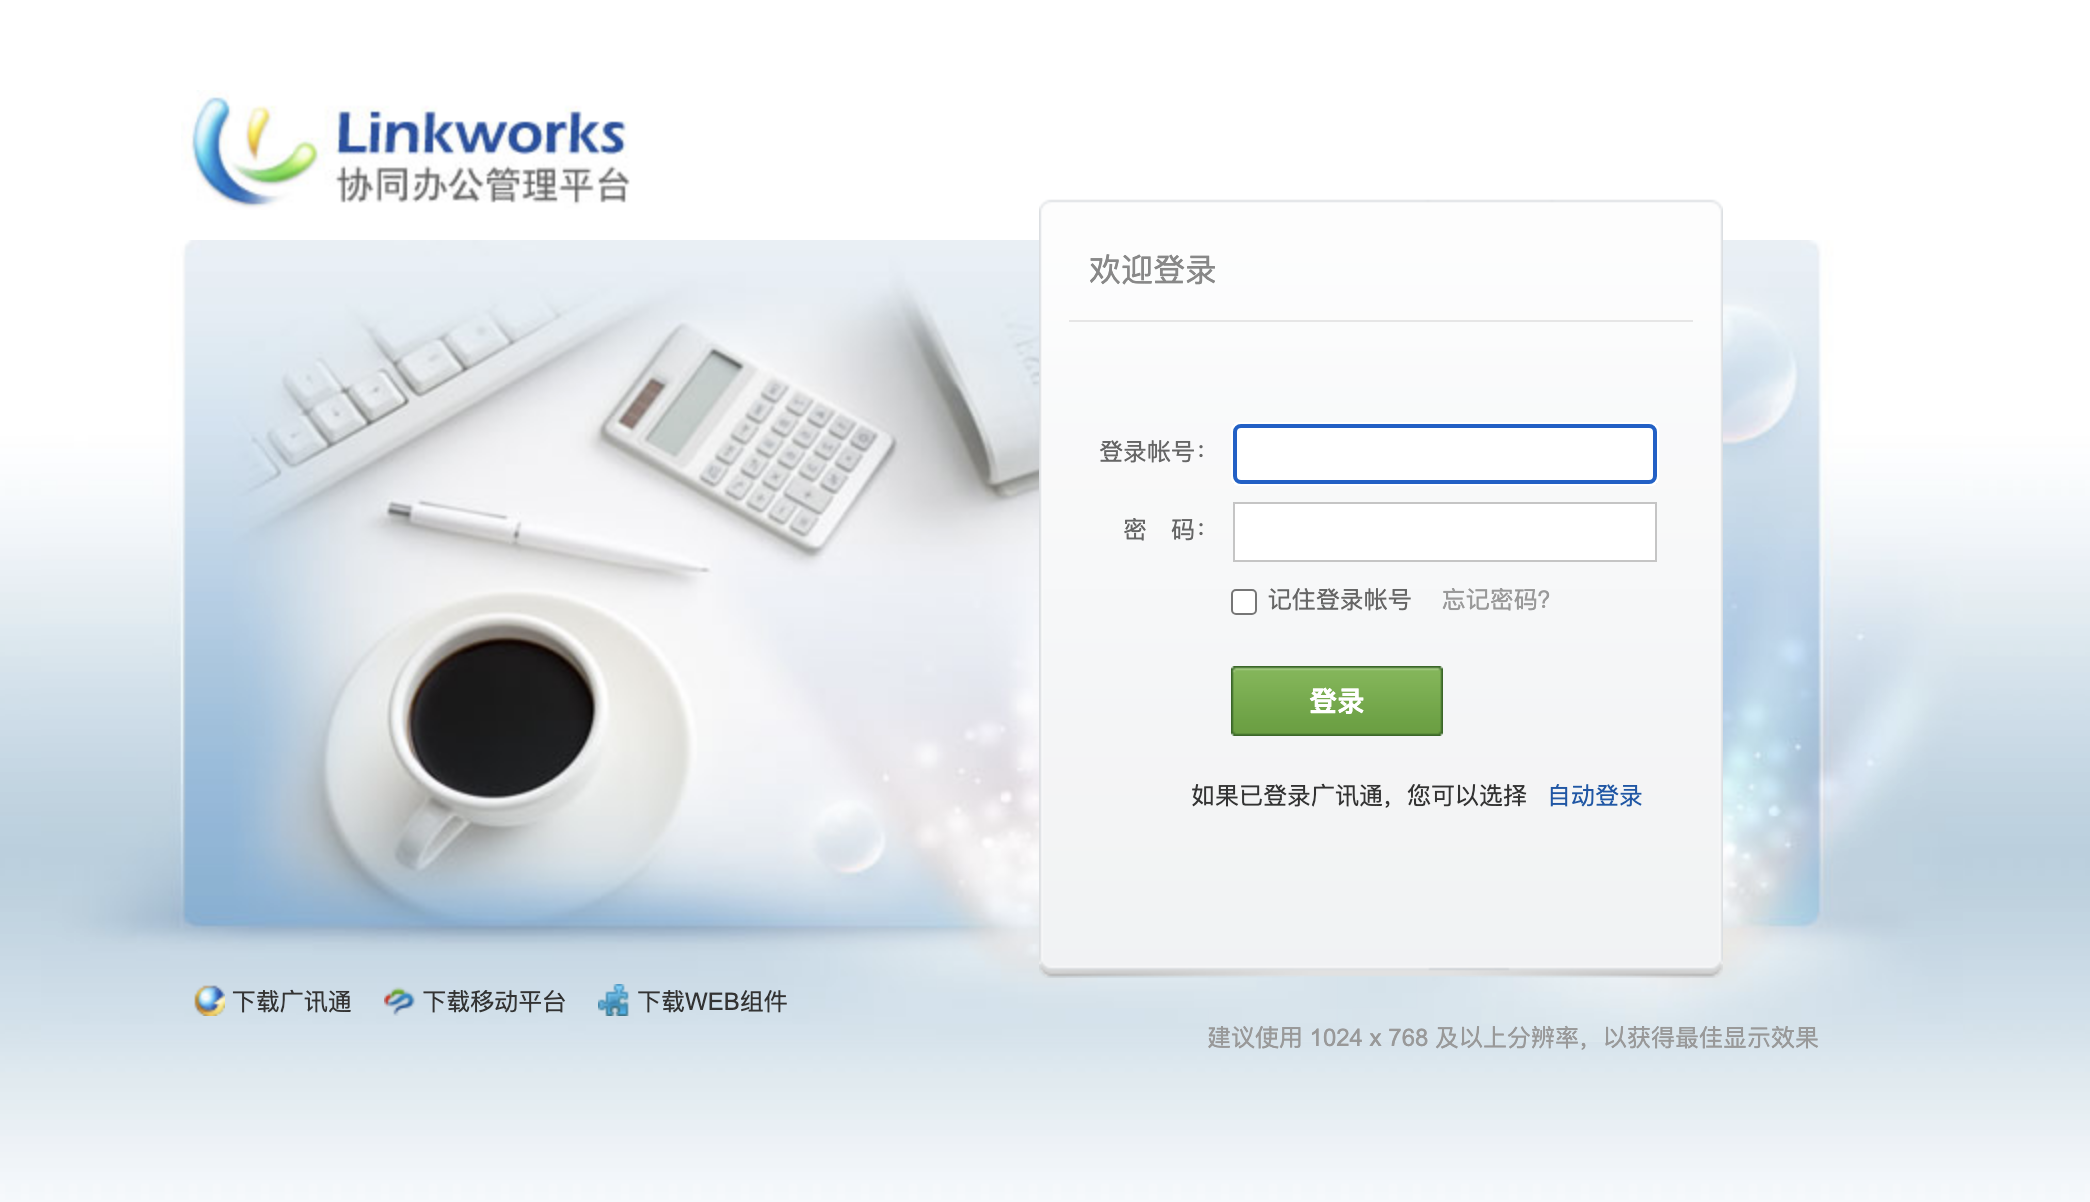 Linkworks
协同办公管理平台
欢迎登录
登录帐号：
密 码：
记住登录帐号 忘记密码?
登录
如果已登录广讯通，您可以选择 自动登录
下载广讯通 下载移动平台 下载WEB组件
建议使用 1024 x 768 及以上分辨率，以获得最佳显示效果